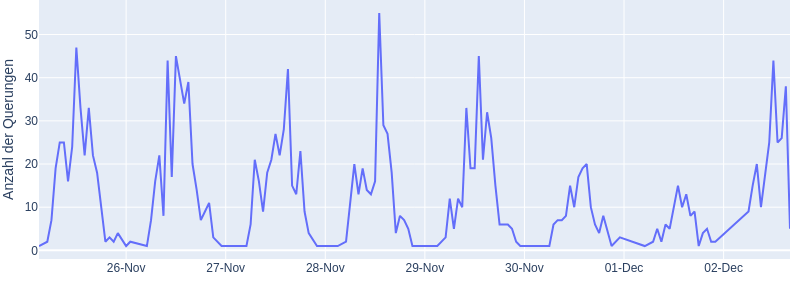 Anzahl der Querungen
50
40
30
20
10
0
26-Nov
27-Nov
28-Nov
29-Nov
30-Nov
01-Dec
02-Dec